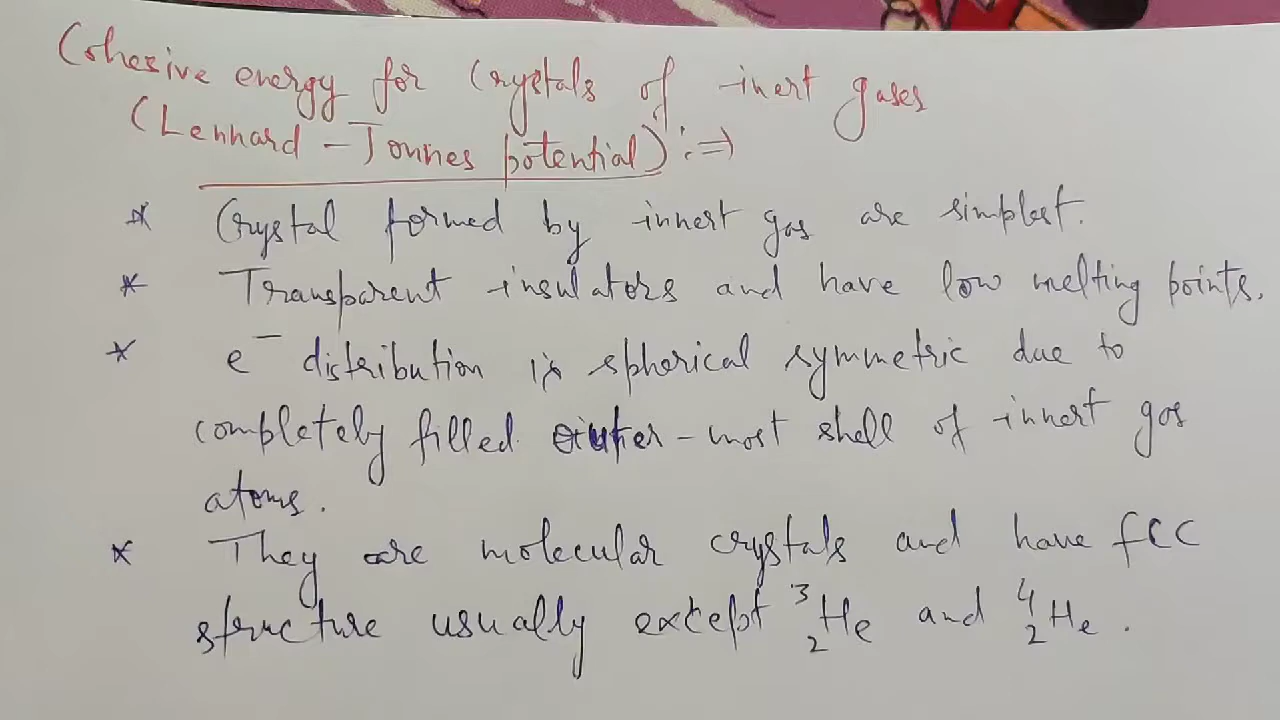 Cohesive energy for Crystals of inert gases
(Lennard - Jonnes potential) :⇒
* Crystal formed by innert gas are simplest.
* Transparent insulators and have low melting points.
* e⁻ distribution is spherical symmetric due to
completely filled outer-most shell of innert gas
atoms.
* They are molecular crystals and have fCC
structure usually except ³₂He and ⁴₂He.